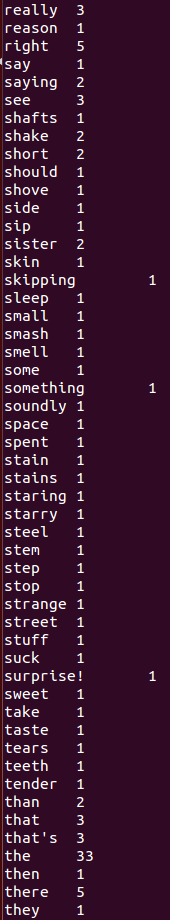 really 3
reason 1
right 5
say 1
saying 2
see 3
shafts 1
shake 2
short 2
should 1
shove 1
side 1
sip 1
sister 2
skin 1
skipping 1
sleep 1
small 1
smash 1
smell 1
some 1
something 1
soundly 1
space 1
spent 1
stain 1
stains 1
staring 1
starry 1
steel 1
stem 1
step 1
stop 1
strange 1
street 1
stuff 1
suck 1
surprise! 1
sweet 1
take 1
taste 1
tears 1
teeth 1
tender 1
than 2
that 3
that's 3
the 33
then 1
there 5
they 1